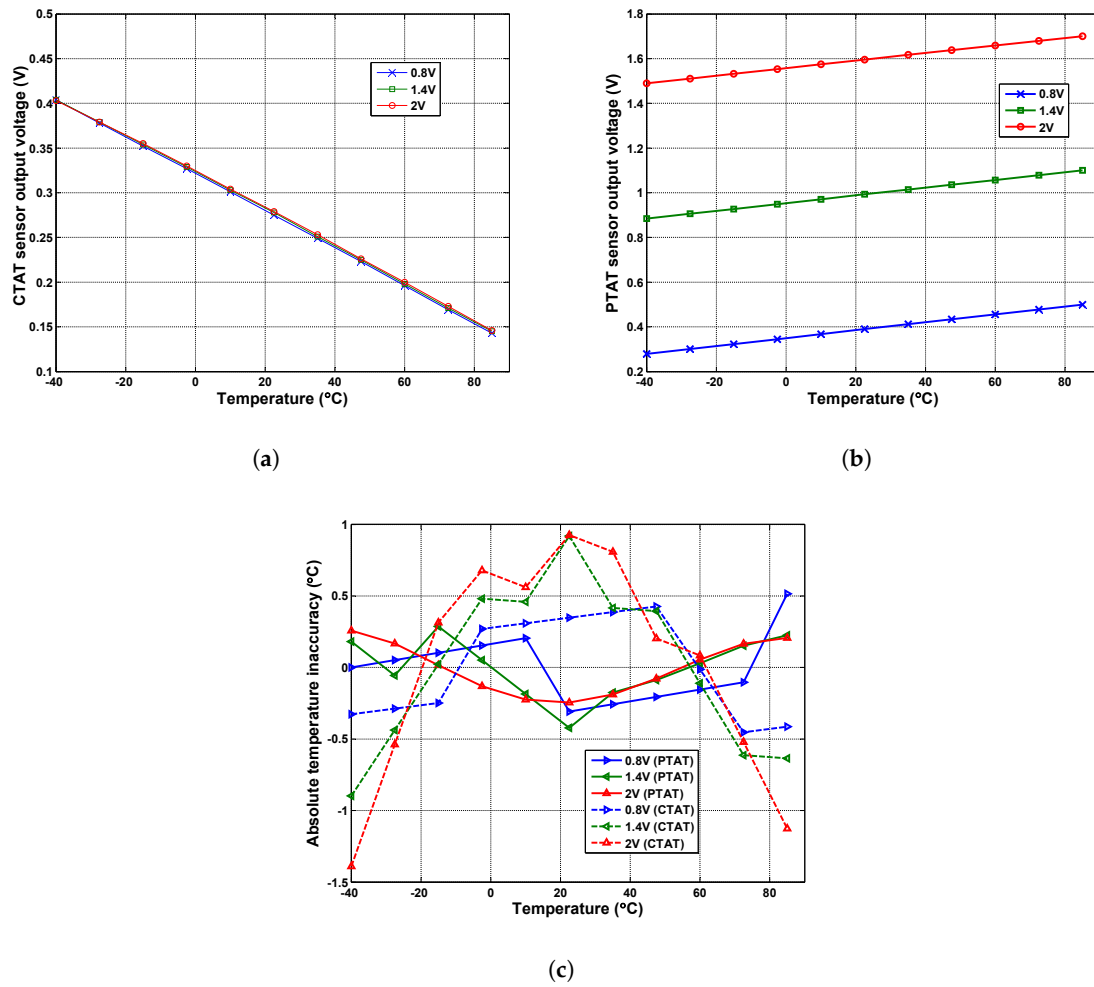 0.5
0.45
0.4
0.35
0.3
0.25
0.2
0.15
0.1
-40
-20
0
20
40
60
80
CTAT sensor output voltage (V)
Temperature (°C)
0.8V
1.4V
2V
(a)
1.8
1.6
1.4
1.2
1
0.8
0.6
0.4
0.2
-40
-20
0
20
40
60
80
PTAT sensor output voltage (V)
Temperature (°C)
0.8V
1.4V
2V
(b)
1
0.5
0
-0.5
-1
-1.5
-40
-20
0
20
40
60
80
Absolute temperature inaccuracy (°C)
Temperature (°C)
0.8V (PTAT)
1.4V (PTAT)
2V (PTAT)
0.8V (CTAT)
1.4V (CTAT)
2V (CTAT)
(c)